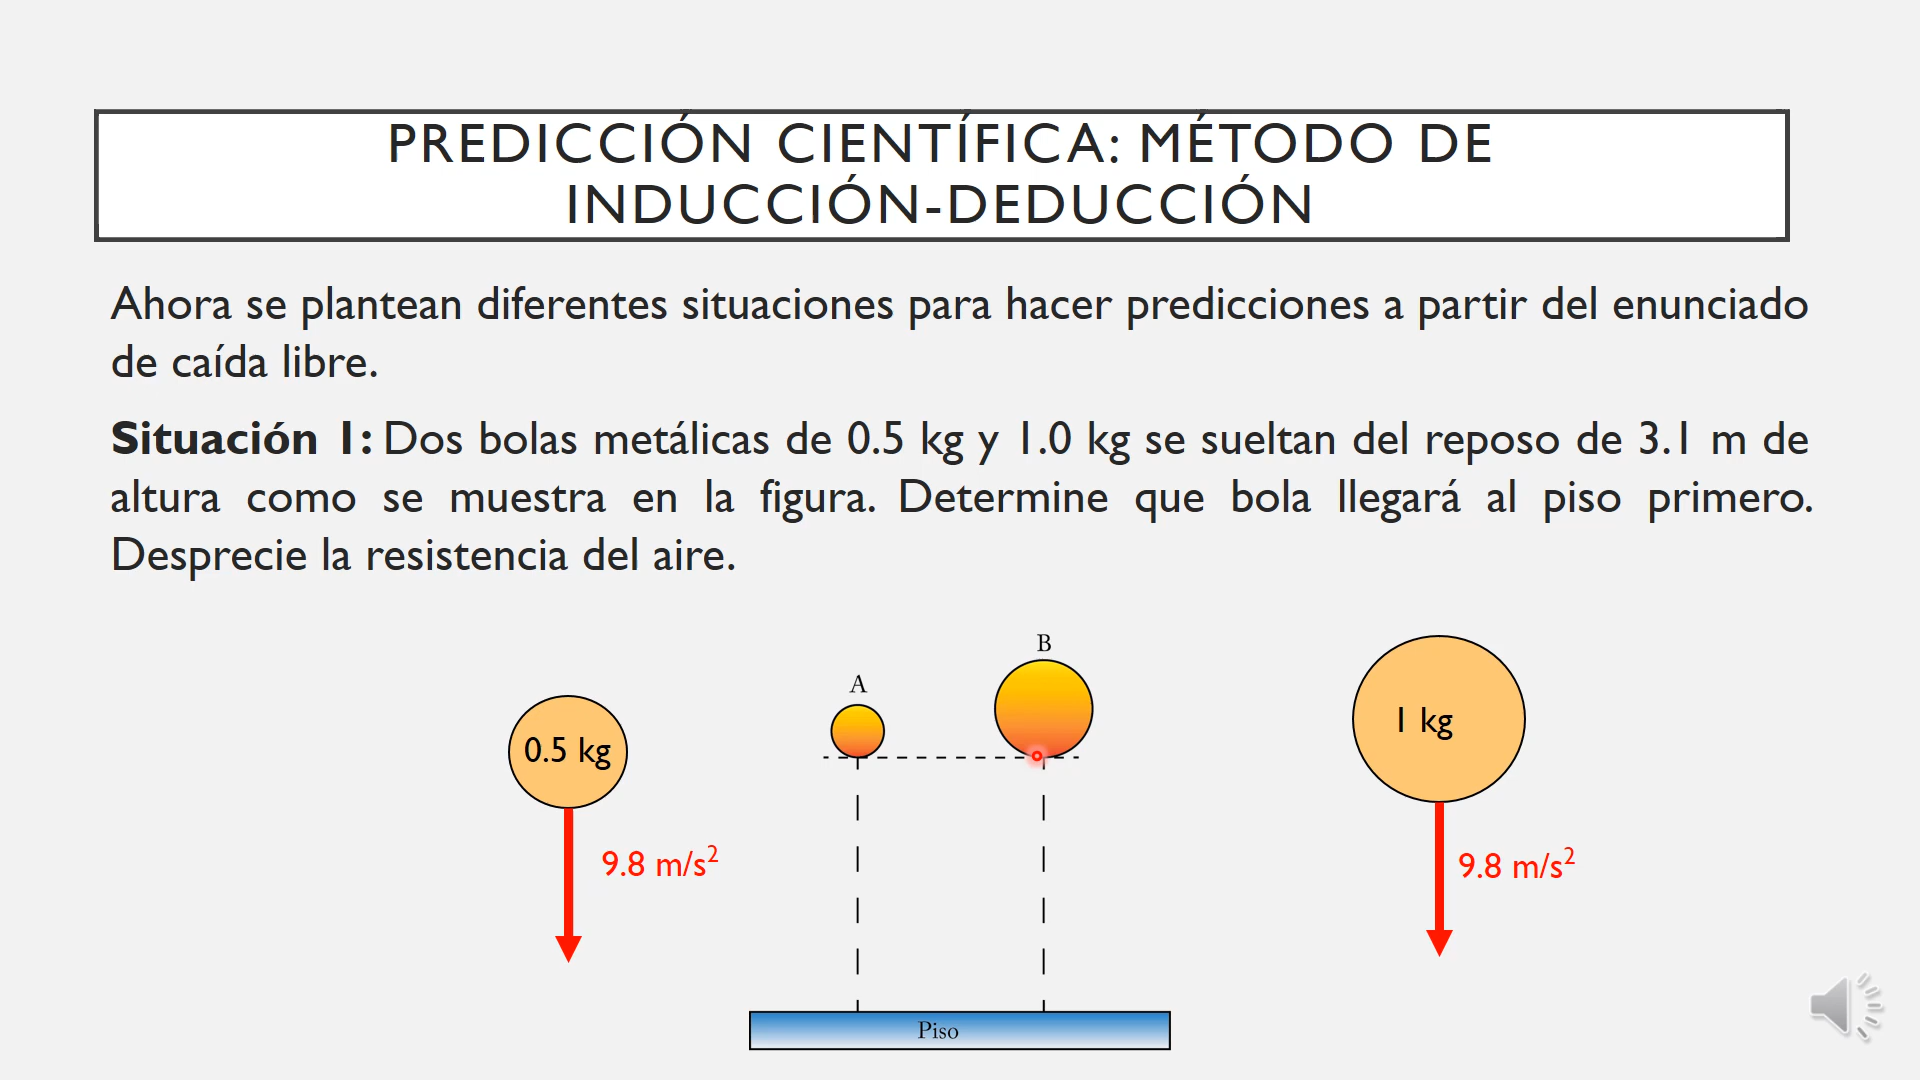 PREDICCIÓN CIENTÍFICA: MÉTODO DE
INDUCCIÓN-DEDUCCIÓN
Ahora se plantean diferentes situaciones para hacer predicciones a partir del enunciado
de caída libre.
Situación 1: Dos bolas metálicas de 0.5 kg y 1.0 kg se sueltan del reposo de 3.1 m de
altura como se muestra en la figura. Determine que bola llegará al piso primero.
Desprecie la resistencia del aire.
B
A
0.5 kg
1 kg
9.8 m/s²
9.8 m/s²
Piso